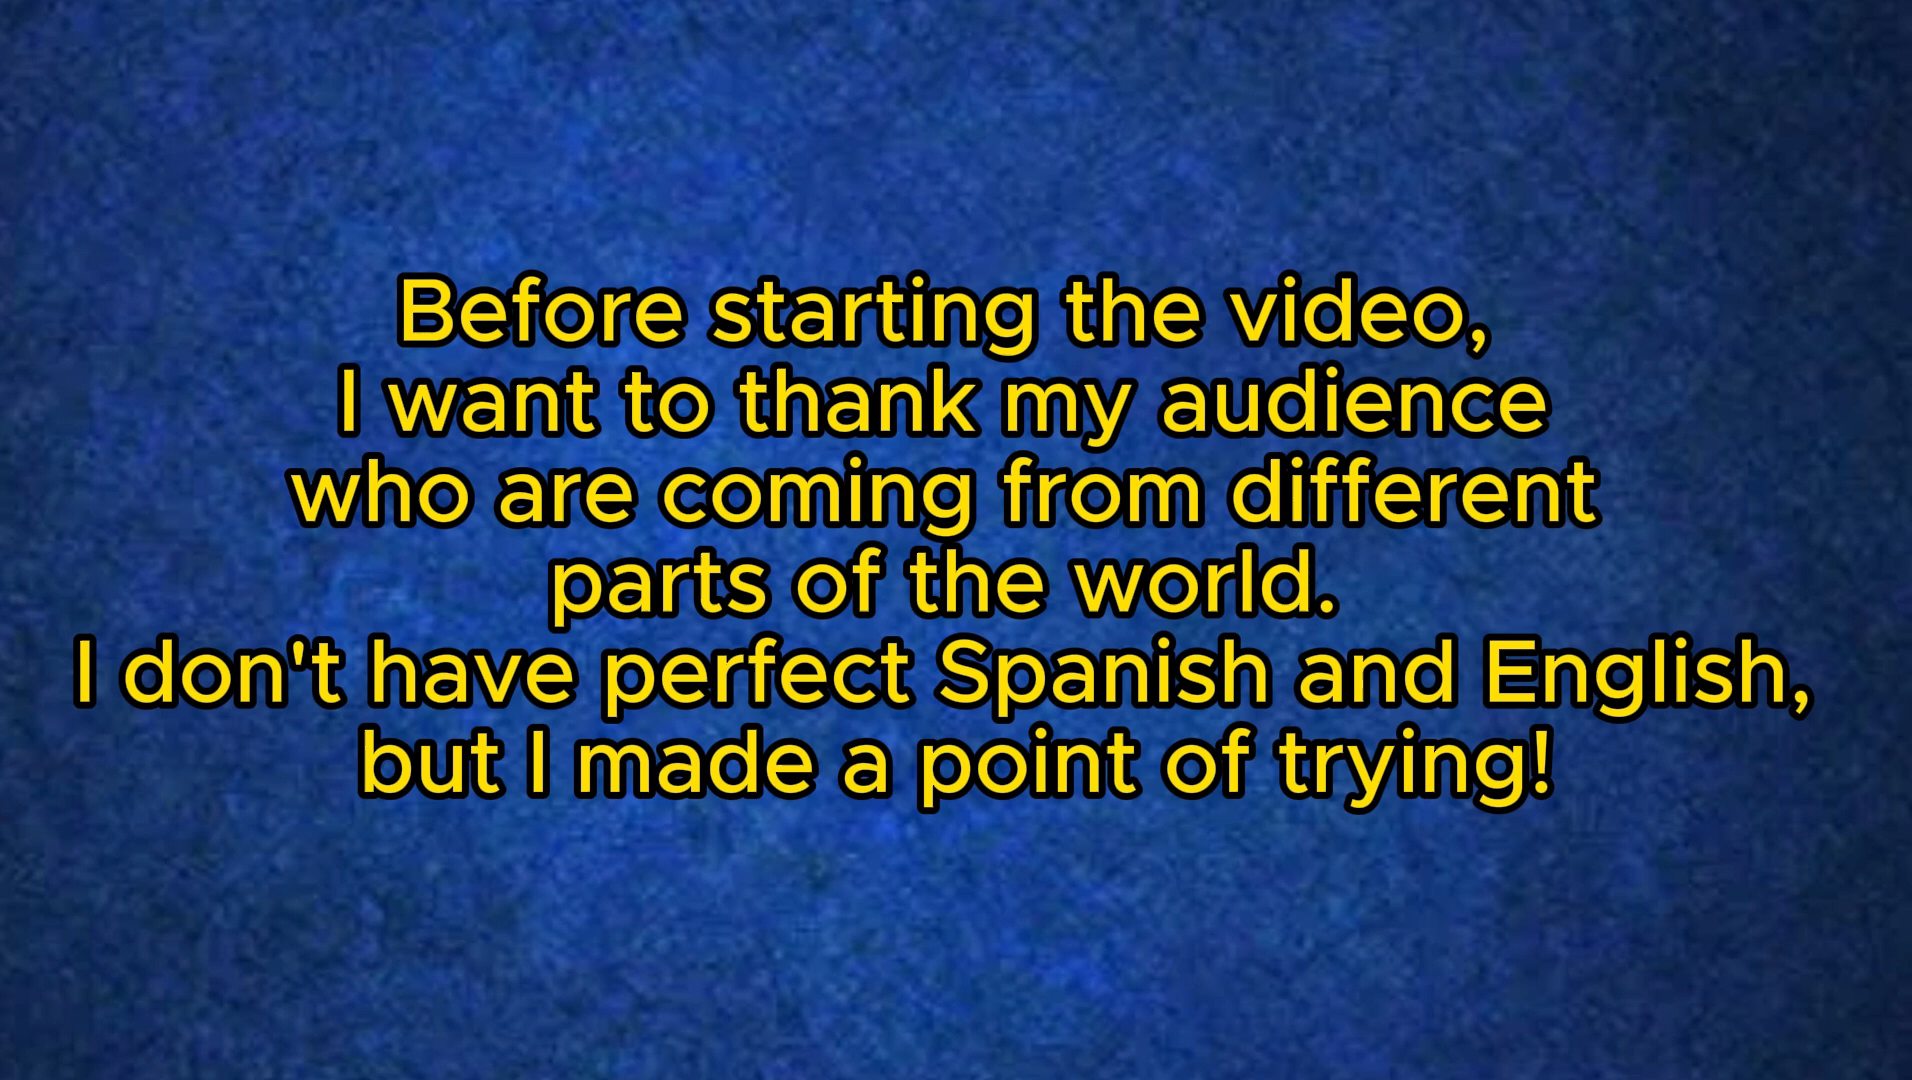 Before starting the video,
I want to thank my audience
who are coming from different
parts of the world.
I don't have perfect Spanish and English,
but I made a point of trying!